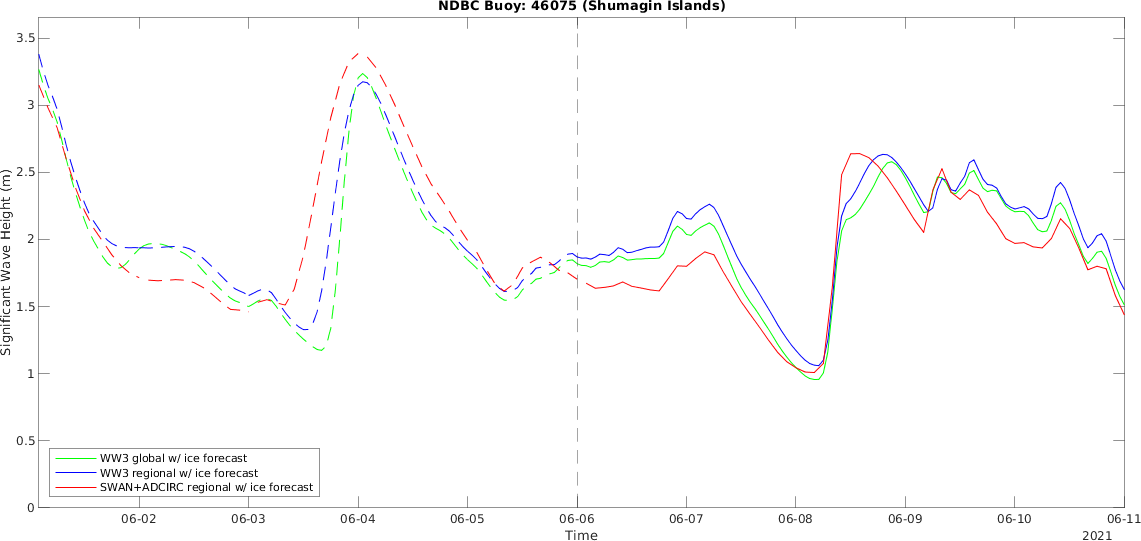 NDBC Buoy: 46075 (Shumagin Islands)
Significant Wave Height (m)
3.5
3
2.5
2
1.5
1
0.5
0
WW3 global w/ ice forecast
WW3 regional w/ ice forecast
SWAN+ADCIRC regional w/ ice forecast
06-02 06-03 06-04 06-05 06-06 06-07 06-08 06-09 06-10 06-11
Time
2021